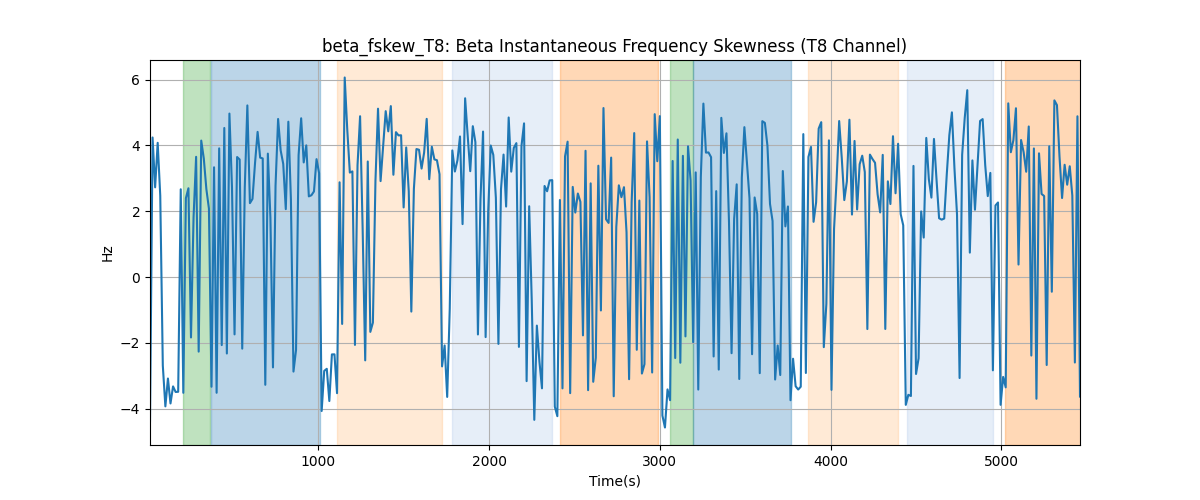 beta_fskew_T8: Beta Instantaneous Frequency Skewness (T8 Channel)
6
4
2
0
−2
−4
Hz
1000 2000 3000 4000 5000
Time(s)